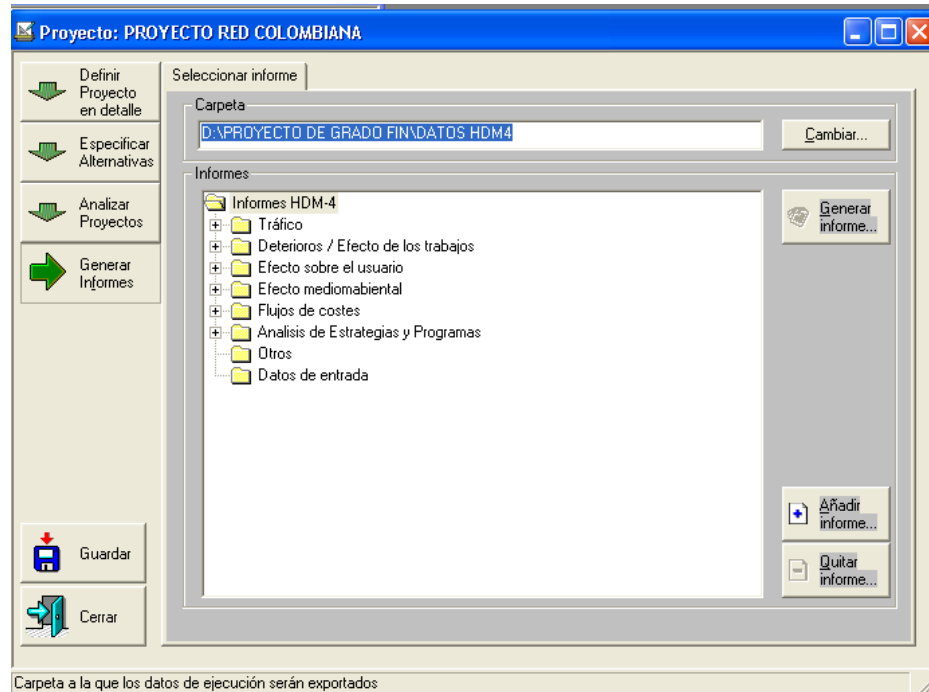 Proyecto: PROYECTO RED COLOMBIANA
Definir
Proyecto
en detalle
Especificar
Alternativas
Analizar
Proyectos
Generar
Informes
Guardar
Cerrar
Seleccionar informe
Carpeta
D:\PROYECTO DE GRADO FIN\DATOS HDM4
Cambiar...
Informes
Informes HDM-4
Tráfico
Deterioros / Efecto de los trabajos
Efecto sobre el usuario
Efecto mediomabiental
Flujos de costes
Analisis de Estrategias y Programas
Otros
Datos de entrada
Generar
informe...
Añadir
informe...
Quitar
informe...
Carpeta a la que los datos de ejecución serán exportados